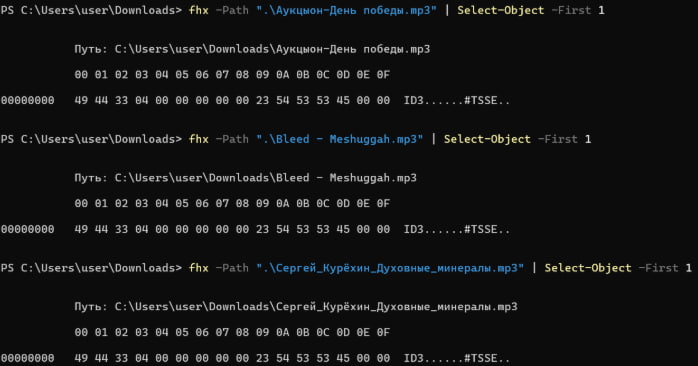 PS C:\Users\user\Downloads> fhx -Path ".\Аукцыон-День победы.mp3" | Select-Object -First 1
Путь: C:\Users\user\Downloads\Аукцыон-День победы.mp3
00 01 02 03 04 05 06 07 08 09 0A 0B 0C 0D 0E 0F
00000000   49 44 33 04 00 00 00 00 00 23 54 53 53 45 00 00  ID3......#TSSE..
PS C:\Users\user\Downloads> fhx -Path ".\Bleed - Meshuggah.mp3" | Select-Object -First 1
Путь: C:\Users\user\Downloads\Bleed - Meshuggah.mp3
00 01 02 03 04 05 06 07 08 09 0A 0B 0C 0D 0E 0F
00000000   49 44 33 04 00 00 00 00 00 23 54 53 53 45 00 00  ID3......#TSSE..
PS C:\Users\user\Downloads> fhx -Path ".\Сергей_Курёхин_Духовные_минералы.mp3" | Select-Object -First 1
Путь: C:\Users\user\Downloads\Сергей_Курёхин_Духовные_минералы.mp3
00 01 02 03 04 05 06 07 08 09 0A 0B 0C 0D 0E 0F
00000000   49 44 33 04 00 00 00 00 00 23 54 53 53 45 00 00  ID3......#TSSE..